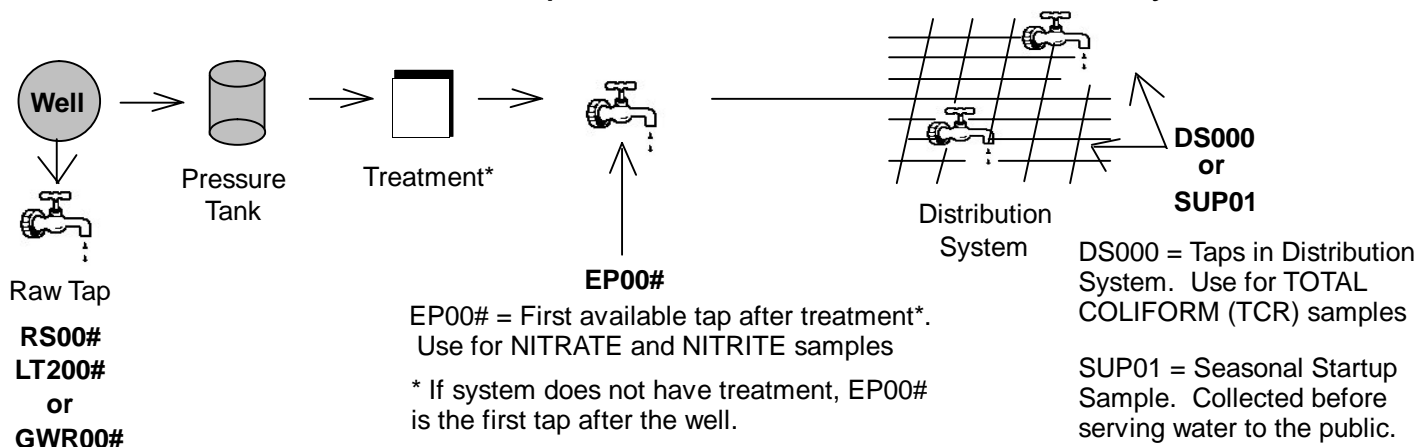 Well
Pressure
Tank
Treatment*
Raw Tap
RS00#
LT200#
or
GWR00#
EP00#
EP00# = First available tap after treatment*.
Use for NITRATE and NITRITE samples
* If system does not have treatment, EP00#
is the first tap after the well.
Distribution
System
DS000
or
SUP01
DS000 = Taps in Distribution
System. Use for TOTAL
COLIFORM (TCR) samples
SUP01 = Seasonal Startup
Sample. Collected before
serving water to the public.